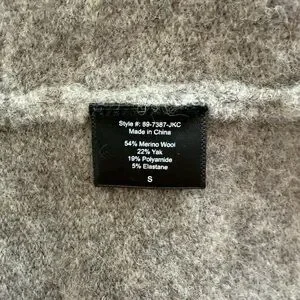 Style #: 89-7387-JKC
Made in China
54% Merino Wool
22% Yak
19% Polyamide
5% Elastane
S